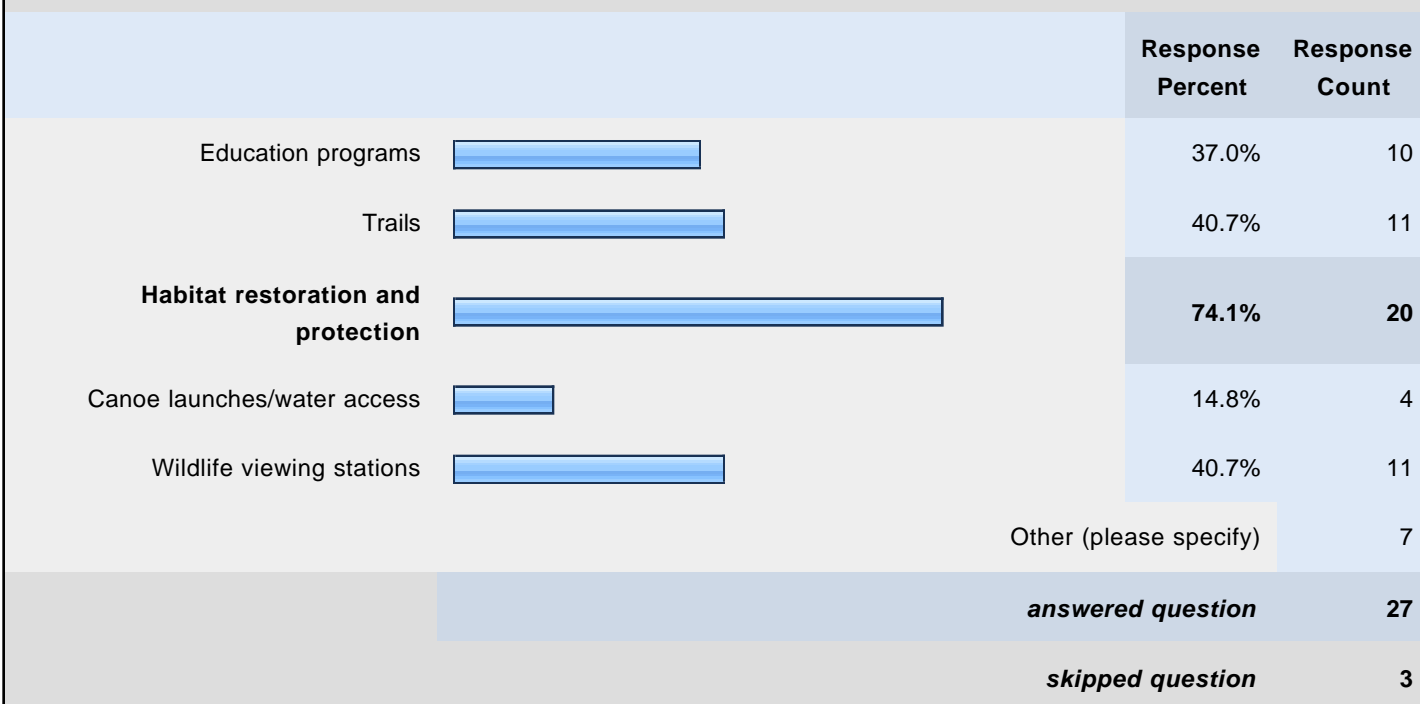 Response Percent Response Count
Education programs 37.0% 10
Trails 40.7% 11
Habitat restoration and
protection 74.1% 20
Canoe launches/water access 14.8% 4
Wildlife viewing stations 40.7% 11
Other (please specify) 7
answered question 27
skipped question 3